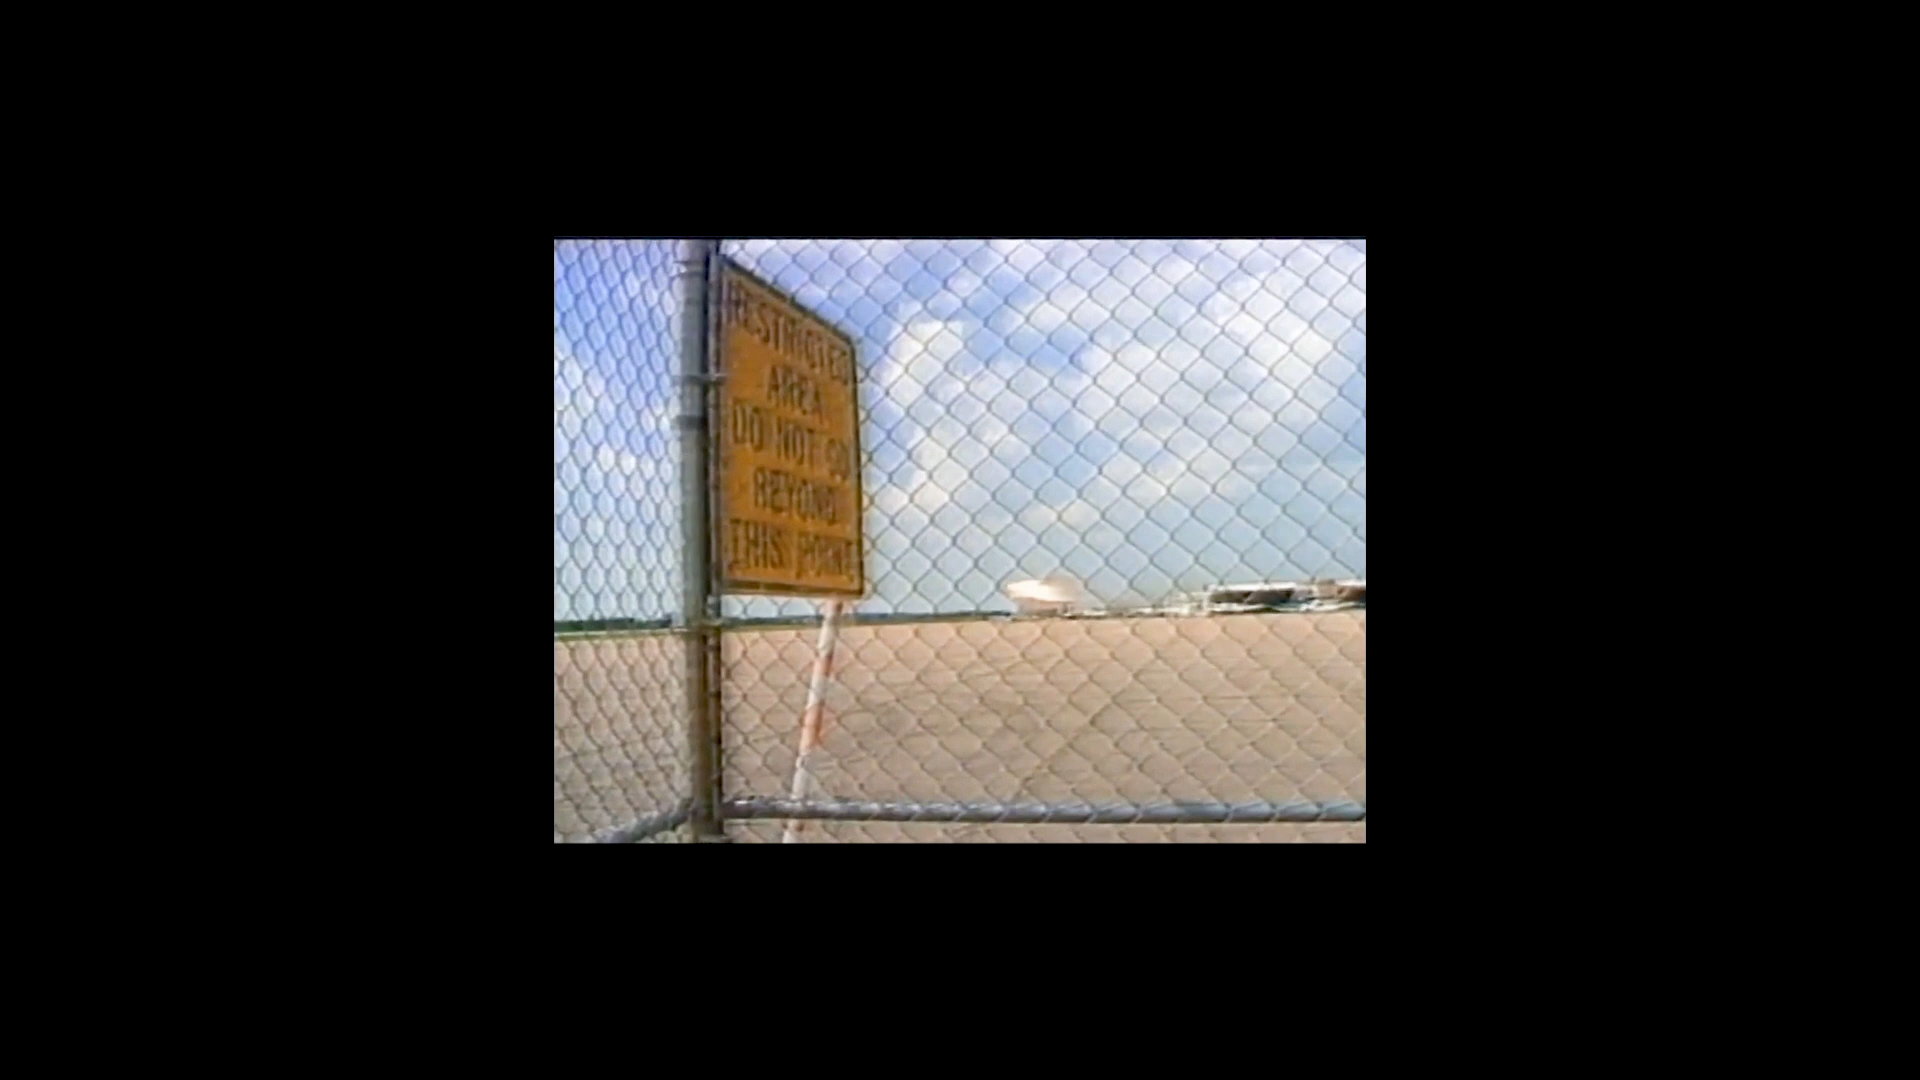 RESTRICTED
AREA
DO NOT GO
BEYOND
THIS POINT